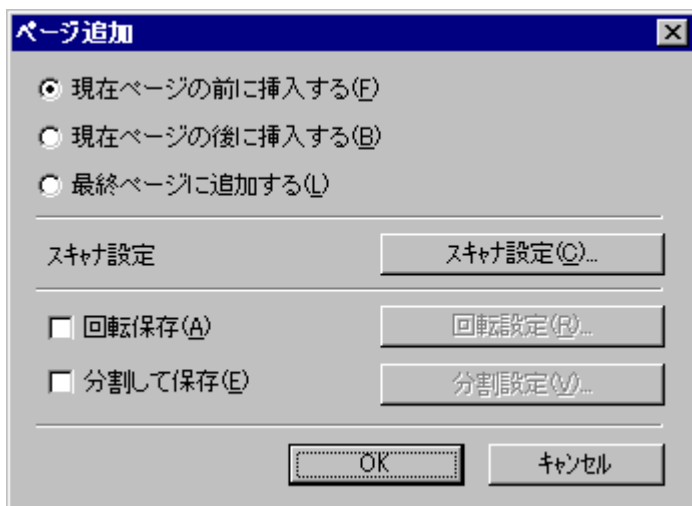 ページ追加
現在ページの前に挿入する(F)
現在ページの後に挿入する(B)
最終ページに追加する(L)
スキャナ設定 スキャナ設定(C)...
回転保存(A) 回転設定(R)...
分割して保存(E) 分割設定(V)...
OK キャンセル